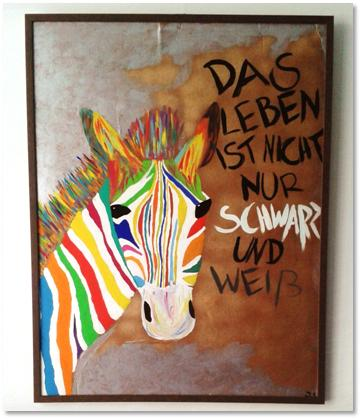 DAS
LEBEN
IST NICHT
NUR
SCHWARZ
UND
WEIß